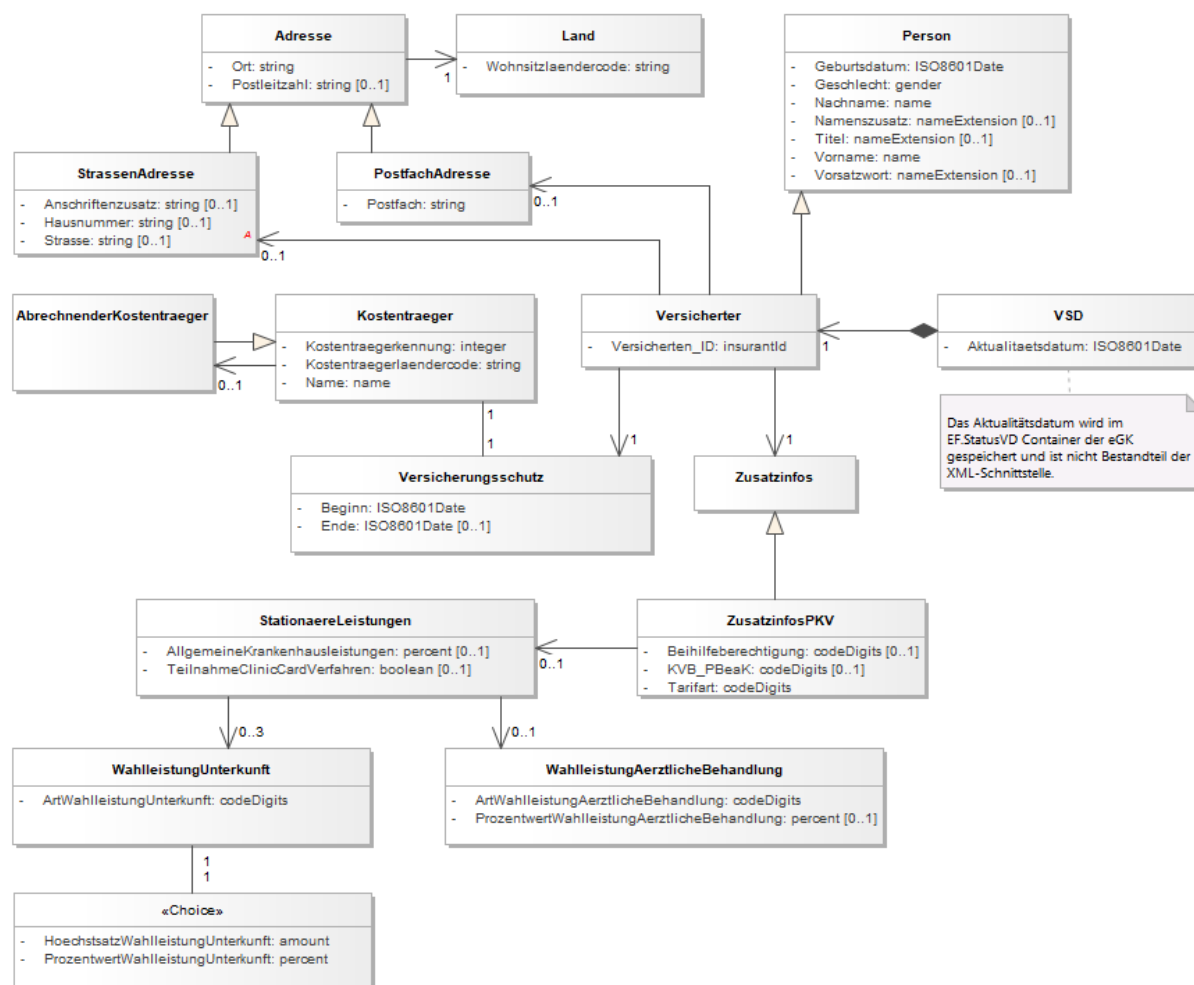 Adresse
- Ort: string
- Postleitzahl: string [0..1]
1
Land
- Wohnsitzlaendercode: string
Person
- Geburtsdatum: ISO8601Date
- Geschlecht: gender
- Nachname: name
- Namenszusatz: nameExtension [0..1]
- Titel: nameExtension [0..1]
- Vorname: name
- Vorsatzwort: nameExtension [0..1]
StrassenAdresse
- Anschriftenzusatz: string [0..1]
- Hausnummer: string [0..1]
- Strasse: string [0..1]
A
0..1
PostfachAdresse
- Postfach: string
0..1
AbrechnenderKostentraeger
0..1
Kostentraeger
- Kostentraegerkennung: integer
- Kostentraegerlaendercode: string
- Name: name
1
1
Versicherter
- Versicherten_ID: insurantId
1
VSD
- Aktualitaetsdatum: ISO8601Date
Das Aktualitätsdatum wird im
EF.StatusVD Container der eGK
gespeichert und ist nicht Bestandteil der
XML-Schnittstelle.
1
1
Versicherungsschutz
- Beginn: ISO8601Date
- Ende: ISO8601Date [0..1]
Zusatzinfos
StationaereLeistungen
- AllgemeineKrankenhausleistungen: percent [0..1]
- TeilnahmeClinicCardVerfahren: boolean [0..1]
0..1
ZusatzinfosPKV
- Beihilfeberechtigung: codeDigits [0..1]
- KVB_PBeaK: codeDigits [0..1]
- Tarifart: codeDigits
0..3
0..1
WahlleistungUnterkunft
- ArtWahlleistungUnterkunft: codeDigits
WahlleistungAerztlicheBehandlung
- ArtWahlleistungAerztlicheBehandlung: codeDigits
- ProzentwertWahlleistungAerztlicheBehandlung: percent [0..1]
1
1
«Choice»
- HoechstsatzWahlleistungUnterkunft: amount
- ProzentwertWahlleistungUnterkunft: percent